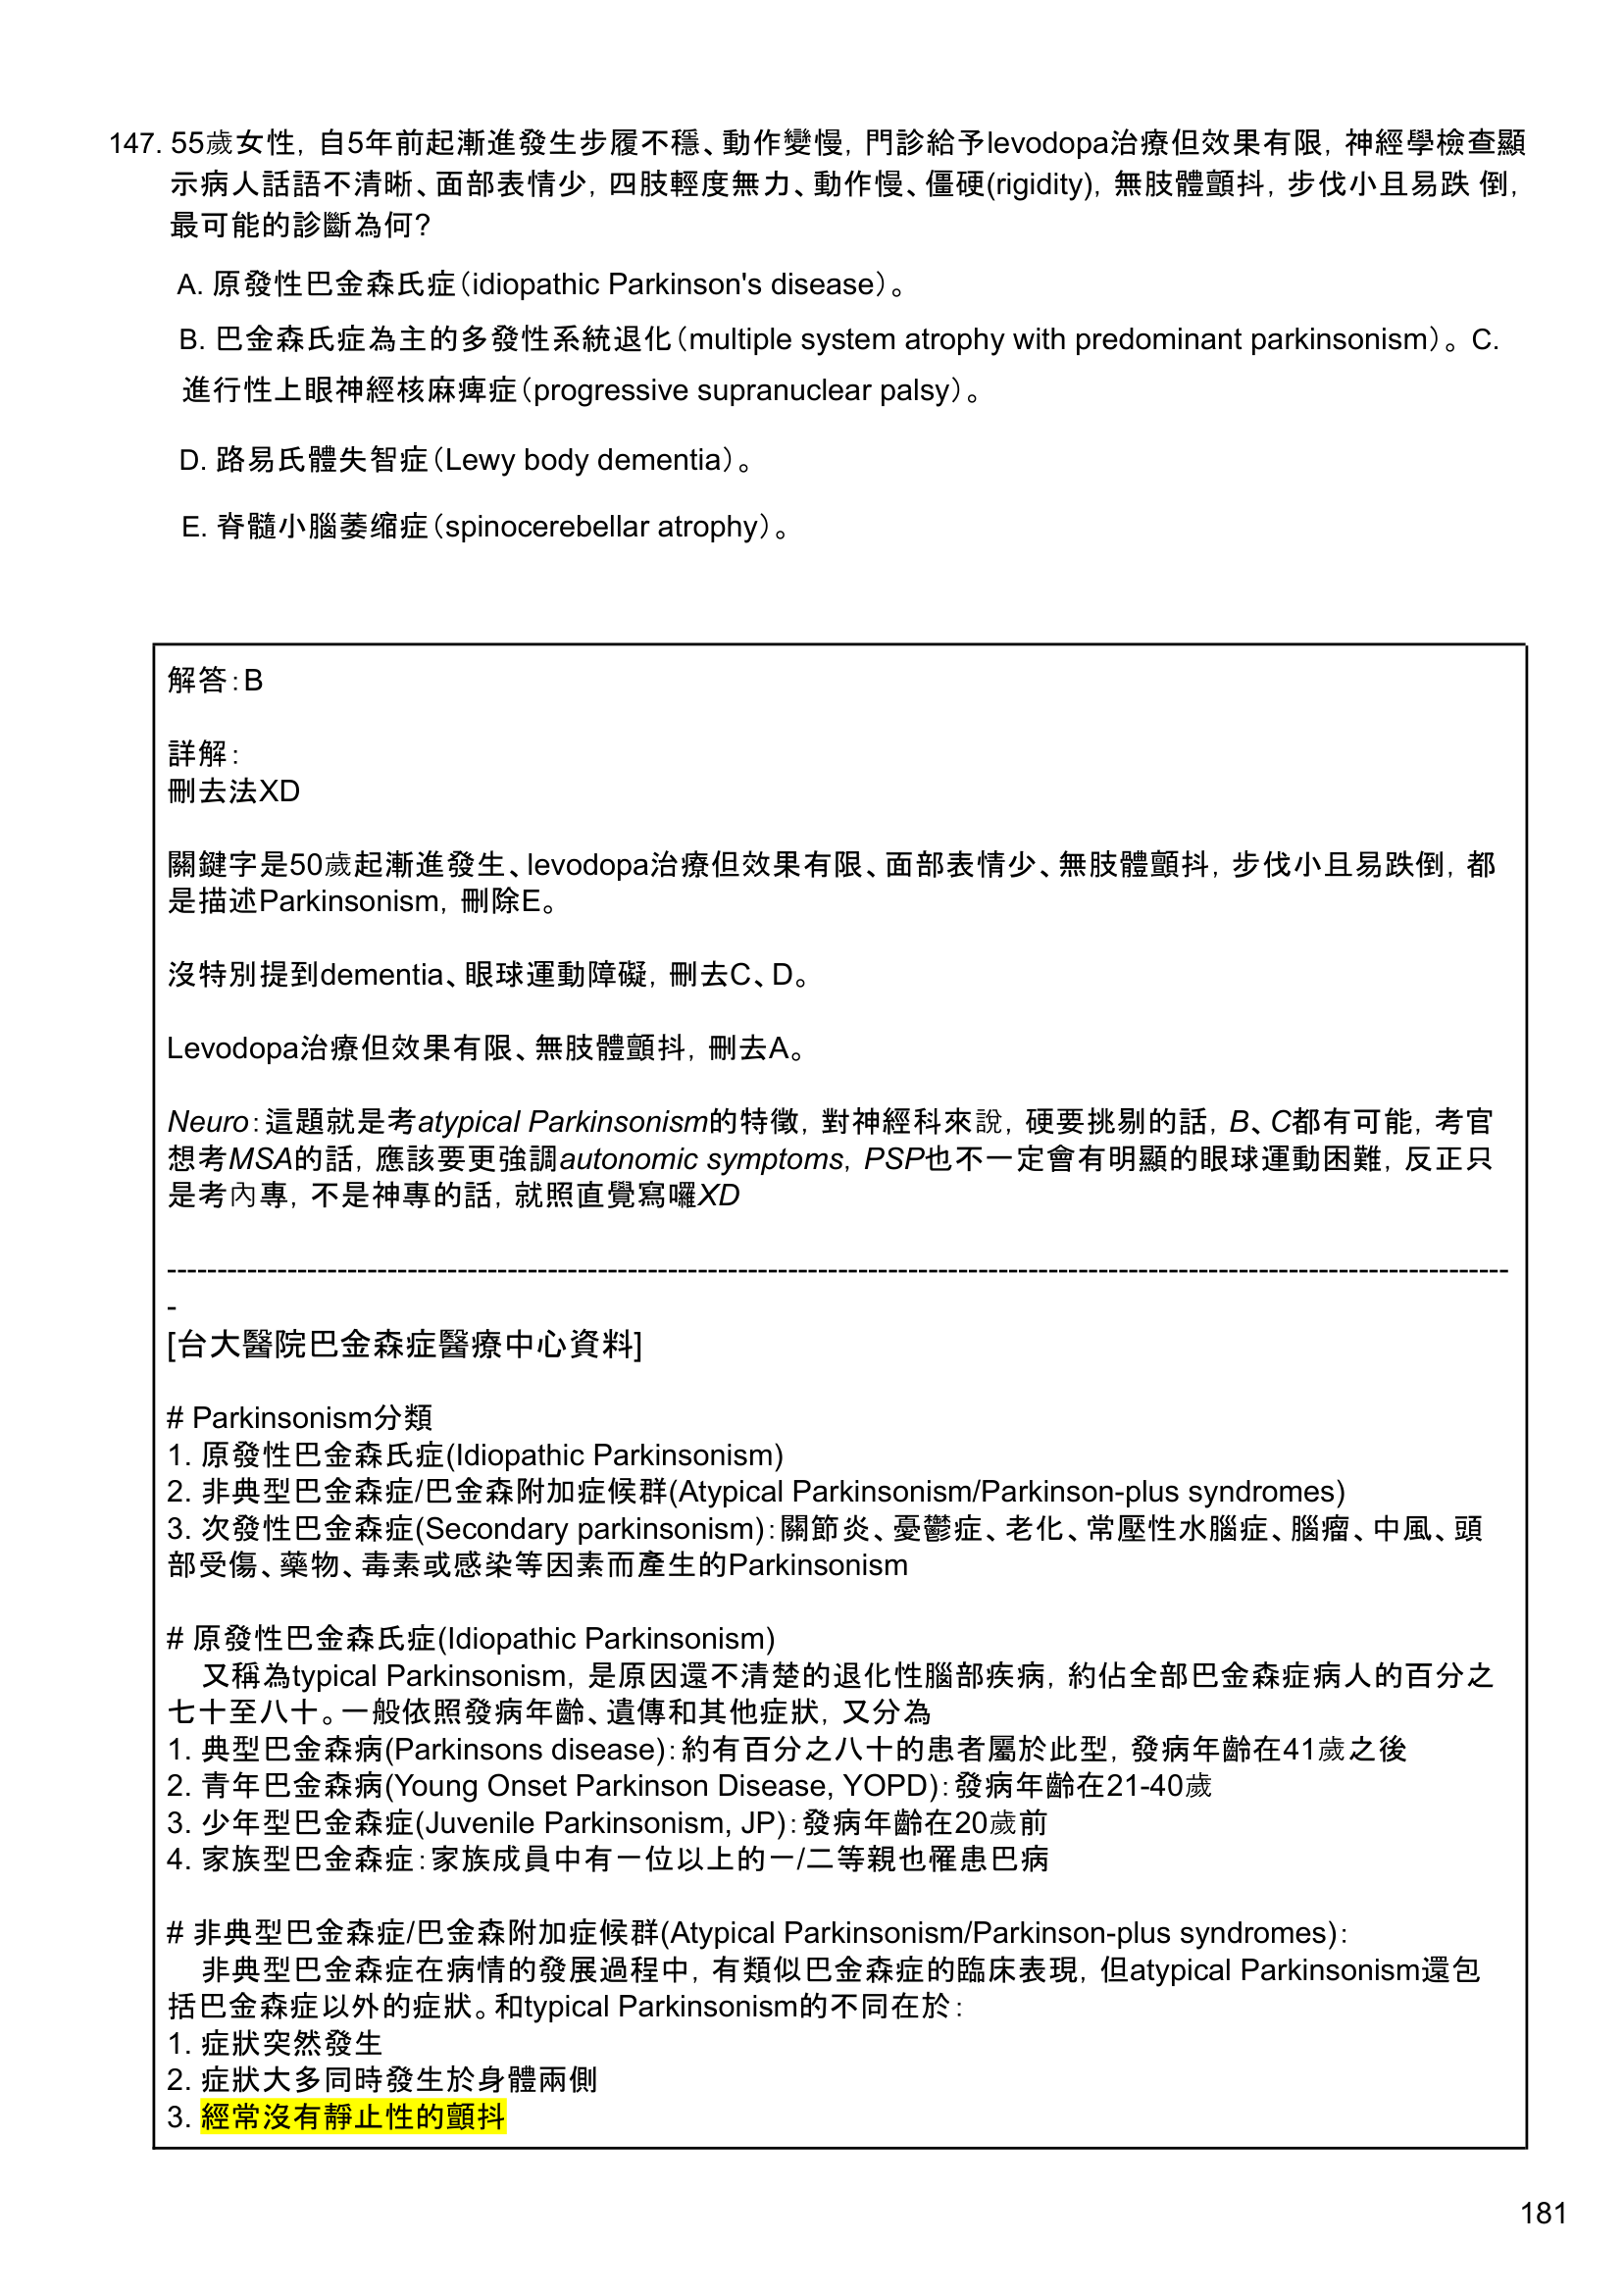 147. 55歲女性，自5年前起漸進發生步履不穩、動作變慢，門診給予levodopa治療但效果有限，神經學檢查顯
示病人話語不清晰、面部表情少，四肢輕度無力、動作慢、僵硬(rigidity)，無肢體顫抖，步伐小且易跌 倒，
最可能的診斷為何？
A. 原發性巴金森氏症（idiopathic Parkinson's disease）。
B. 巴金森氏症為主的多發性系統退化（multiple system atrophy with predominant parkinsonism）。C.
進行性上眼神經核麻痺症（progressive supranuclear palsy）。
D. 路易氏體失智症（Lewy body dementia）。
E. 脊髓小腦萎缩症（spinocerebellar atrophy）。
解答：B
詳解：
刪去法XD
關鍵字是50歲起漸進發生、levodopa治療但效果有限、面部表情少、無肢體顫抖，步伐小且易跌倒，都
是描述Parkinsonism，刪除E。
沒特別提到dementia、眼球運動障礙，刪去C、D。
Levodopa治療但效果有限、無肢體顫抖，刪去A。
Neuro：這題就是考atypical Parkinsonism的特徵，對神經科來說，硬要挑剔的話，B、C都有可能，考官
想考MSA的話，應該要更強調autonomic symptoms，PSP也不一定會有明顯的眼球運動困難，反正只
是考內專，不是神專的話，就照直覺寫囉XD
--------------------------------------------------------------------------------------------------------------------------------------
-
[台大醫院巴金森症醫療中心資料]
# Parkinsonism分類
1. 原發性巴金森氏症(Idiopathic Parkinsonism)
2. 非典型巴金森症/巴金森附加症候群(Atypical Parkinsonism/Parkinson-plus syndromes)
3. 次發性巴金森症(Secondary parkinsonism)：關節炎、憂鬱症、老化、常壓性水腦症、腦瘤、中風、頭
部受傷、藥物、毒素或感染等因素而產生的Parkinsonism
# 原發性巴金森氏症(Idiopathic Parkinsonism)
又稱為typical Parkinsonism，是原因還不清楚的退化性腦部疾病，約佔全部巴金森症病人的百分之
七十至八十。一般依照發病年齡、遺傳和其他症狀，又分為
1. 典型巴金森病(Parkinsons disease)：約有百分之八十的患者屬於此型，發病年齡在41歲之後
2. 青年巴金森病(Young Onset Parkinson Disease, YOPD)：發病年齡在21-40歲
3. 少年型巴金森症(Juvenile Parkinsonism, JP)：發病年齡在20歲前
4. 家族型巴金森症：家族成員中有一位以上的一/二等親也罹患巴病
# 非典型巴金森症/巴金森附加症候群(Atypical Parkinsonism/Parkinson-plus syndromes)：
非典型巴金森症在病情的發展過程中，有類似巴金森症的臨床表現，但atypical Parkinsonism還包
括巴金森症以外的症狀。和typical Parkinsonism的不同在於：
1. 症狀突然發生
2. 症狀大多同時發生於身體兩側
3. 經常沒有靜止性的顫抖
181